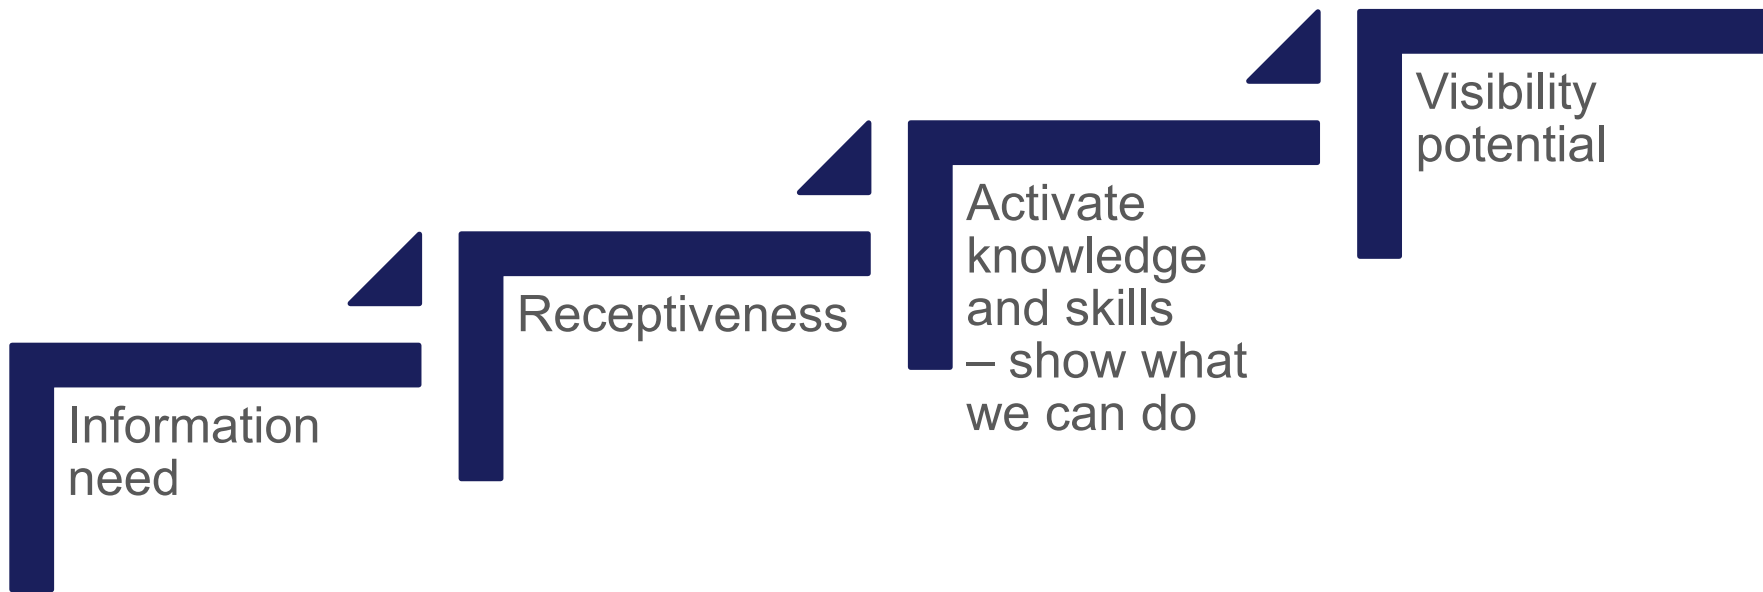 Information
need
Receptiveness
Activate
knowledge
and skills
– show what
we can do
Visibility
potential